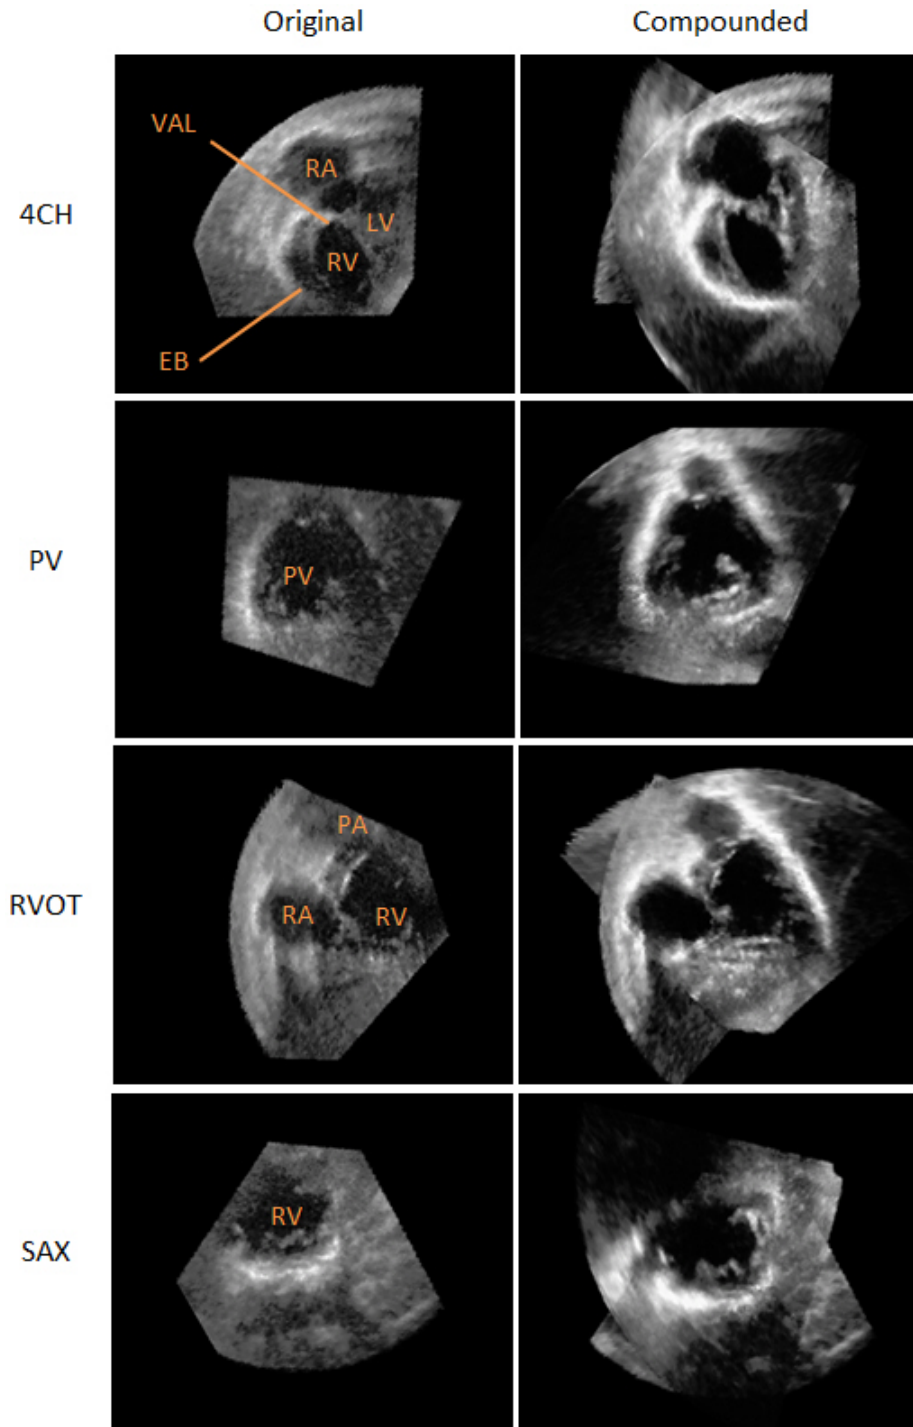 Original Compounded
4CH
VAL
RA
LV
RV
EB
PV
PV
RVOT
PA
RA
RV
SAX
RV